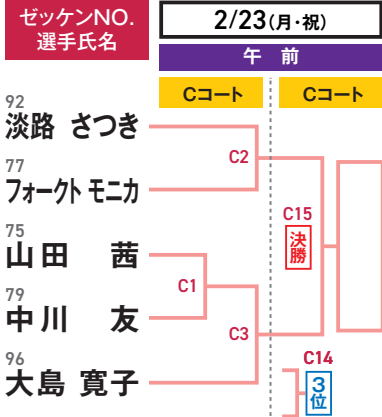 ゼッケンNO.
選手氏名
2/23(月・祝)
午 前
Cコート
Cコート
92
淡路 さつき
C2
77
フォークト モニカ
75
山田 茜
C15
決勝
C1
79
中川 友
C3
96
大島 寛子
C14
3位